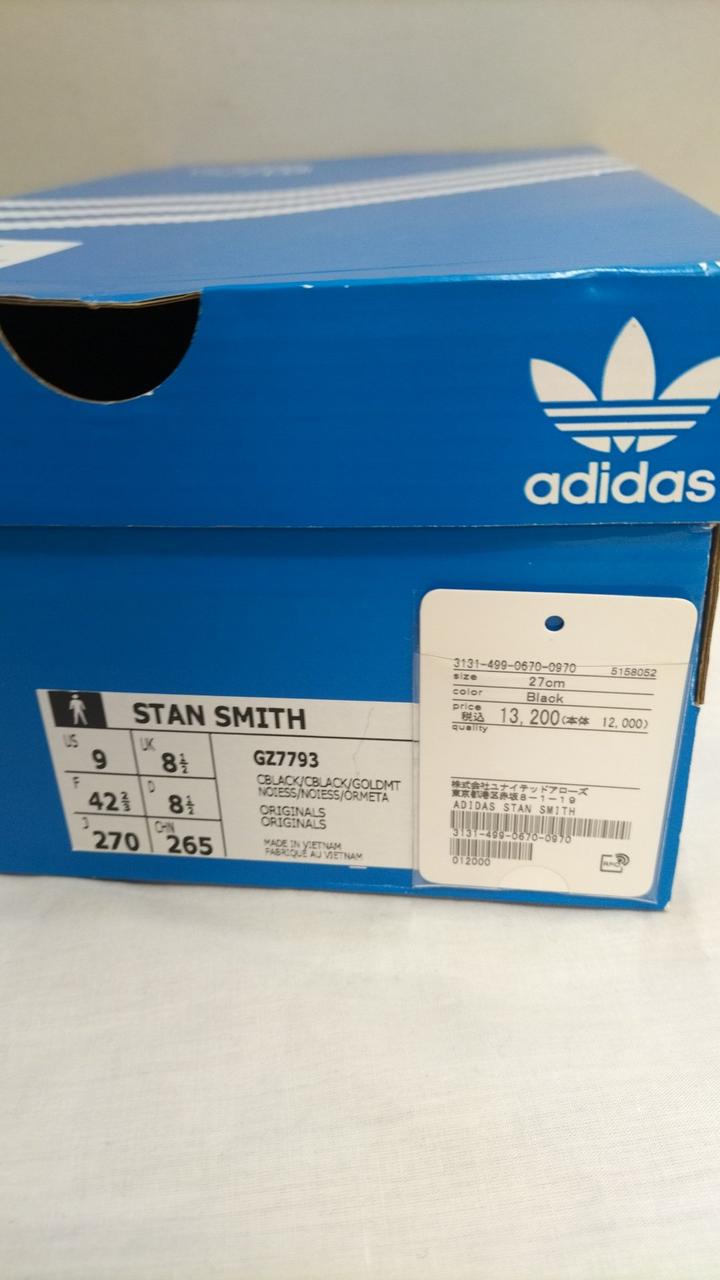 adidas
STAN SMITH
US 9 UK 8½
F 42⅔ D 8½
J 270 CHN 265
GZ7793
CBLACK/CBLACK/GOLDMT
NOIESS/NOIESS/ORMETA
ORIGINALS
ORIGINALS
MADE IN VIETNAM
FABRIQUÉ AU VIETNAM
3131-499-0670-0970 5158052
size 27cm
color Black
price
税込 13,200(本体 12,000)
quality
株式会社ユナイテッドアローズ
東京都港区赤坂8-1-19
ADIDAS STAN SMITH
3131-499-0670-0970
012000